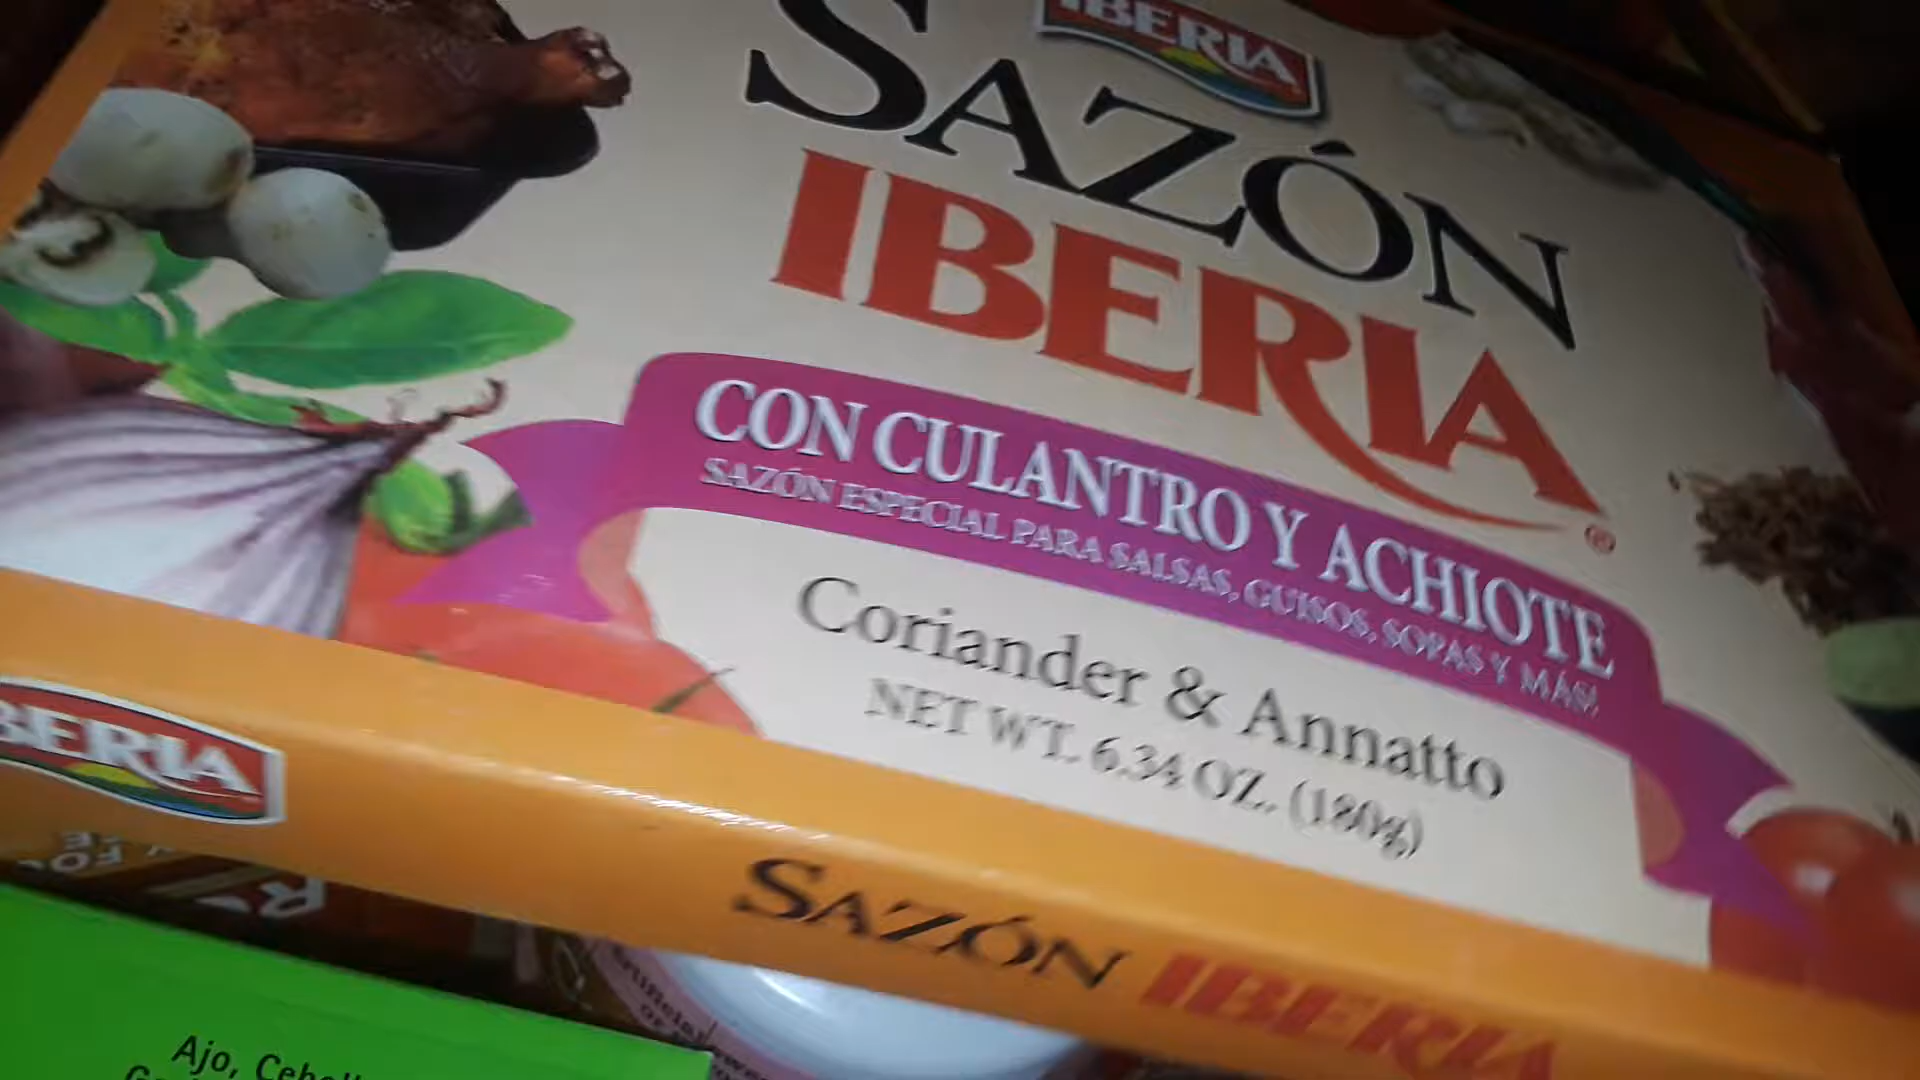 IBERIA
SAZÓN
IBERIA®
CON CULANTRO Y ACHIOTE
SAZÓN ESPECIAL PARA SALSAS, GUISOS, SOPAS Y MÁS!
Coriander & Annatto
NET WT. 6.34 OZ. (180g)
IBERIA
SAZÓN IBERIA
Ajo,